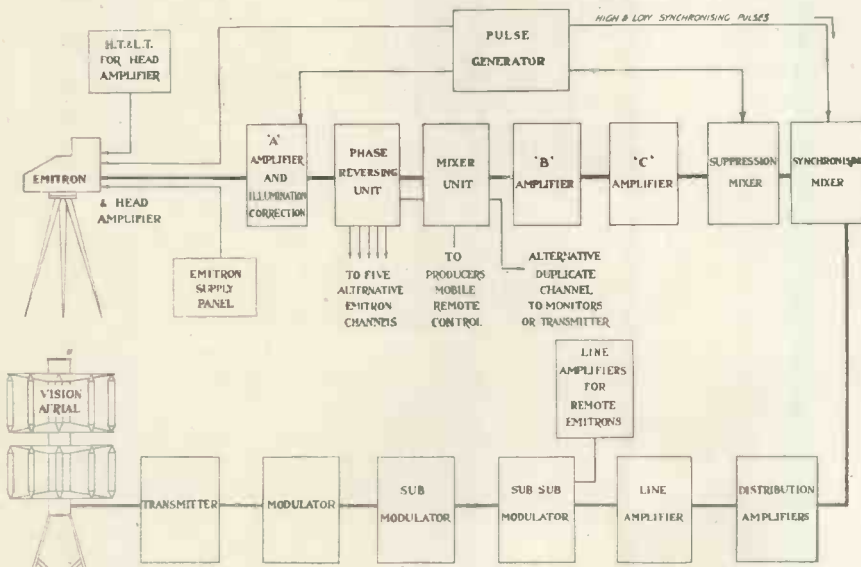 HIGH & LOW SYNCHRONISING PULSES
H.T. & L.T.
FOR HEAD
AMPLIFIER
PULSE
GENERATOR
EMITRON
& HEAD
AMPLIFIER
'A'
AMPLIFIER
AND
ILLUMINATION
CORRECTION
PHASE
REVERSING
UNIT
MIXER
UNIT
'B'
AMPLIFIER
'C'
AMPLIFIER
SUPPRESSION
MIXER
SYNCHRONISING
MIXER
EMITRON
SUPPLY
PANEL
TO FIVE
ALTERNATIVE
EMITRON
CHANNELS
TO
PRODUCERS
MOBILE
REMOTE
CONTROL
ALTERNATIVE
DUPLICATE
CHANNEL
TO MONITORS
OR TRANSMITTER
LINE
AMPLIFIERS
FOR
REMOTE
EMITRONS
VISION
AERIAL
TRANSMITTER
MODULATOR
SUB
MODULATOR
SUB SUB
MODULATOR
LINE
AMPLIFIER
DISTRIBUTION
AMPLIFIERS